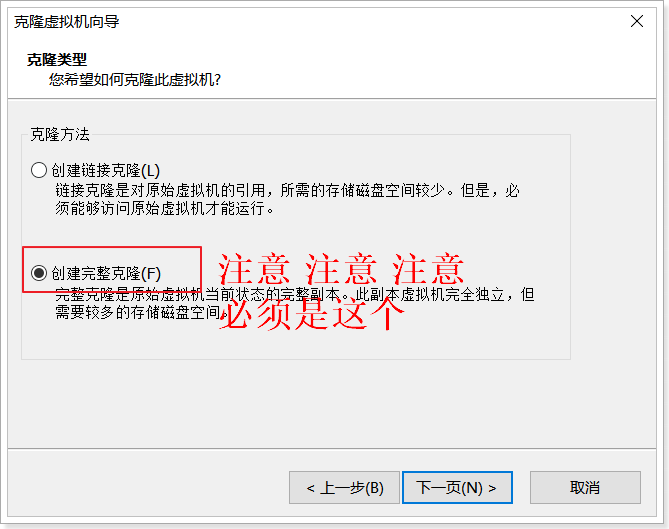 克隆虚拟机向导
克隆类型
您希望如何克隆此虚拟机?
克隆方法
创建链接克隆(L)
链接克隆是对原始虚拟机的引用，所需的存储磁盘空间较少。但是，必
须能够访问原始虚拟机才能运行。
创建完整克隆(F)
注意 注意 注意
完整克隆是原始虚拟机当前状态的完整副本。此副本虚拟机完全独立，但
需要较多的存储磁盘空间。
必须是这个
< 上一步(B)
下一页(N) >
取消